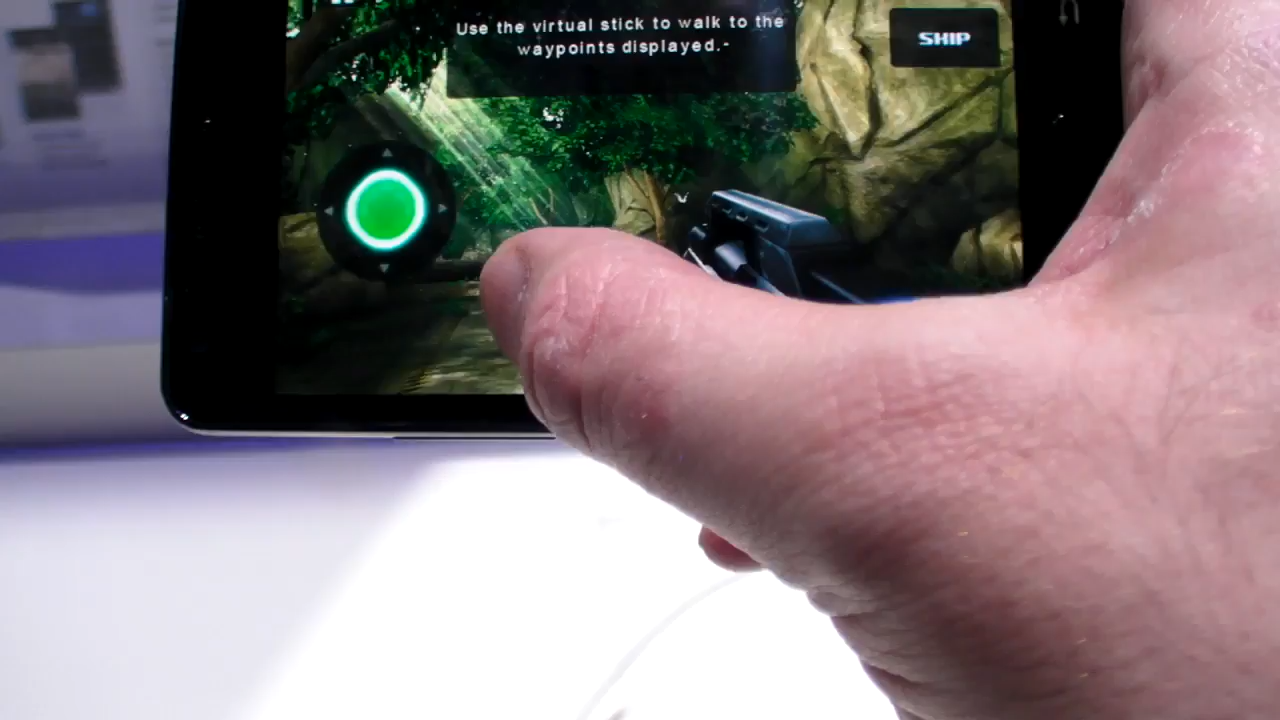 Use the virtual stick to walk to the
waypoints displayed.-
SKIP